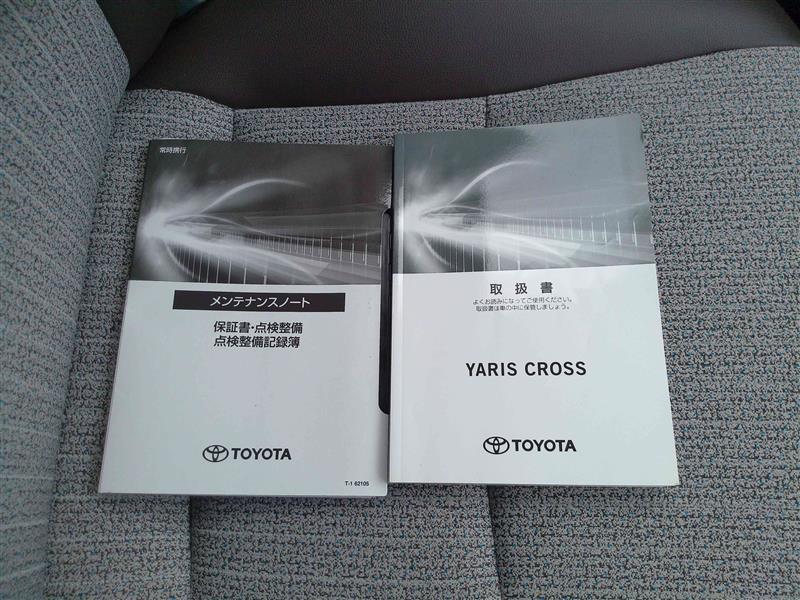 常時携行
メンテナンスノート
保証書・点検整備
点検整備記録簿
TOYOTA
T-1 62105
取扱書
よくお読みになってご使用ください。
取扱書は車の中に保管しましょう。
YARIS CROSS
TOYOTA